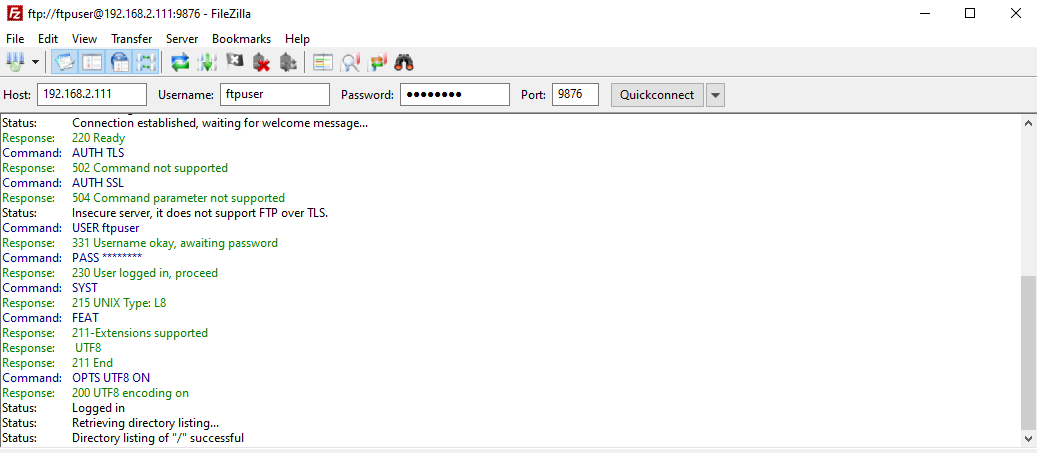 ftp://ftpuser@192.168.2.111:9876 - FileZilla
File Edit View Transfer Server Bookmarks Help
Host: 192.168.2.111 Username: ftpuser Password: ●●●●●●●● Port: 9876 Quickconnect
Status: Connection established, waiting for welcome message...
Response: 220 Ready
Command: AUTH TLS
Response: 502 Command not supported
Command: AUTH SSL
Response: 504 Command parameter not supported
Status: Insecure server, it does not support FTP over TLS.
Command: USER ftpuser
Response: 331 Username okay, awaiting password
Command: PASS ********
Response: 230 User logged in, proceed
Command: SYST
Response: 215 UNIX Type: L8
Command: FEAT
Response: 211-Extensions supported
Response: UTF8
Response: 211 End
Command: OPTS UTF8 ON
Response: 200 UTF8 encoding on
Status: Logged in
Status: Retrieving directory listing...
Status: Directory listing of "/" successful